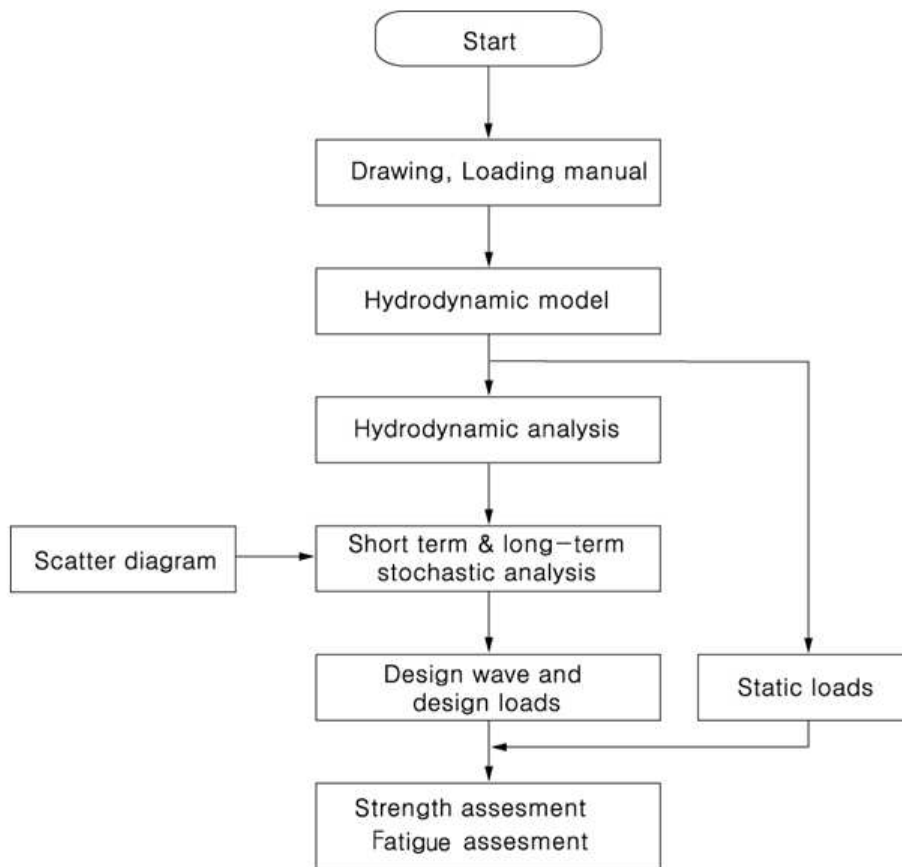 Start
Drawing, Loading manual
Hydrodynamic model
Hydrodynamic analysis
Scatter diagram
Short term & long-term
stochastic analysis
Design wave and
design loads
Static loads
Strength assesment
Fatigue assesment